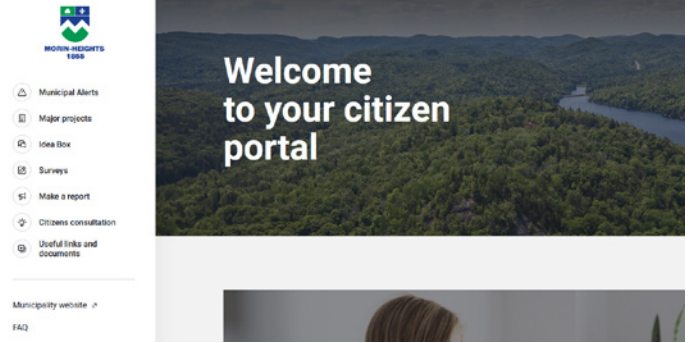 MORIN-HEIGHTS
1855
Municipal Alerts
Major projects
Idea Box
Surveys
Make a report
Citizens consultation
Useful links and
documents
Municipality website
FAQ
Welcome
to your citizen
portal